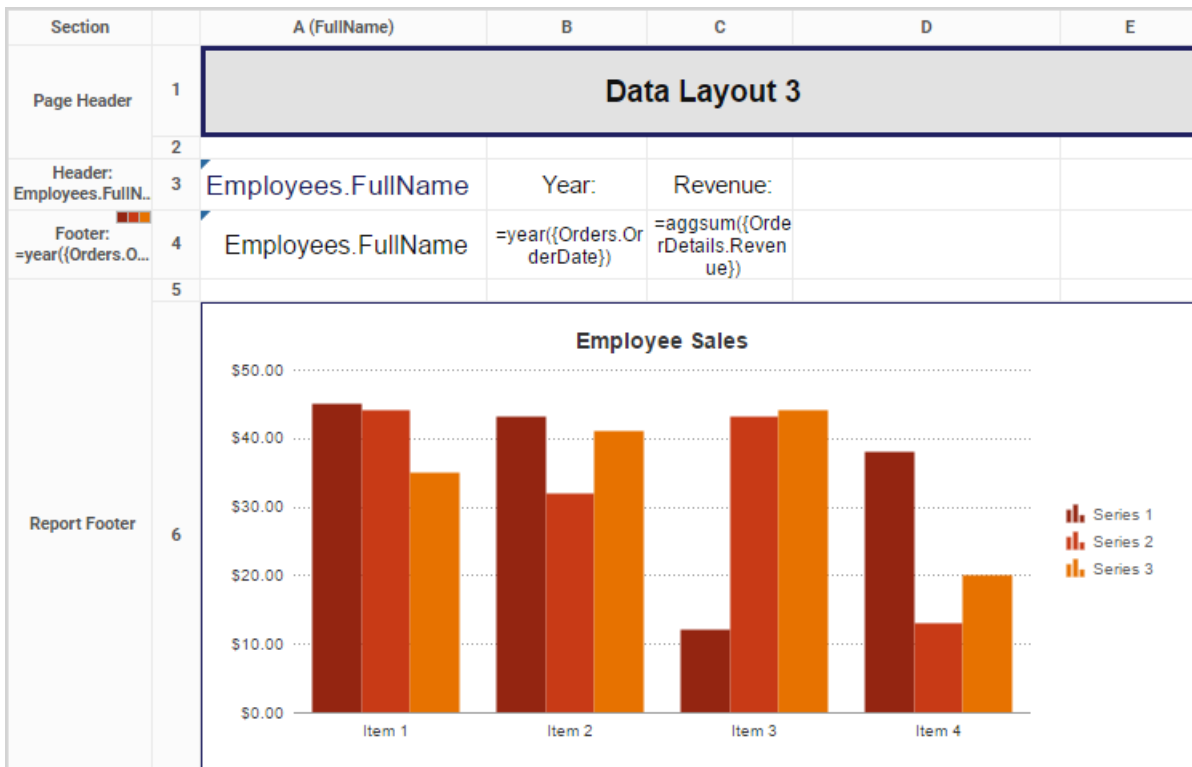 Section A (FullName) B C D E
Page Header 1 Data Layout 3
2
Header:
Employees.FullN.. 3 Employees.FullName Year: Revenue:
Footer:
=year({Orders.O... 4 Employees.FullName =year({Orders.Or
derDate}) =aggsum({Orde
rDetails.Reven
ue})
5
Report Footer 6
Employee Sales
$50.00
$40.00
$30.00
$20.00
$10.00
$0.00
Item 1 Item 2 Item 3 Item 4
Series 1
Series 2
Series 3